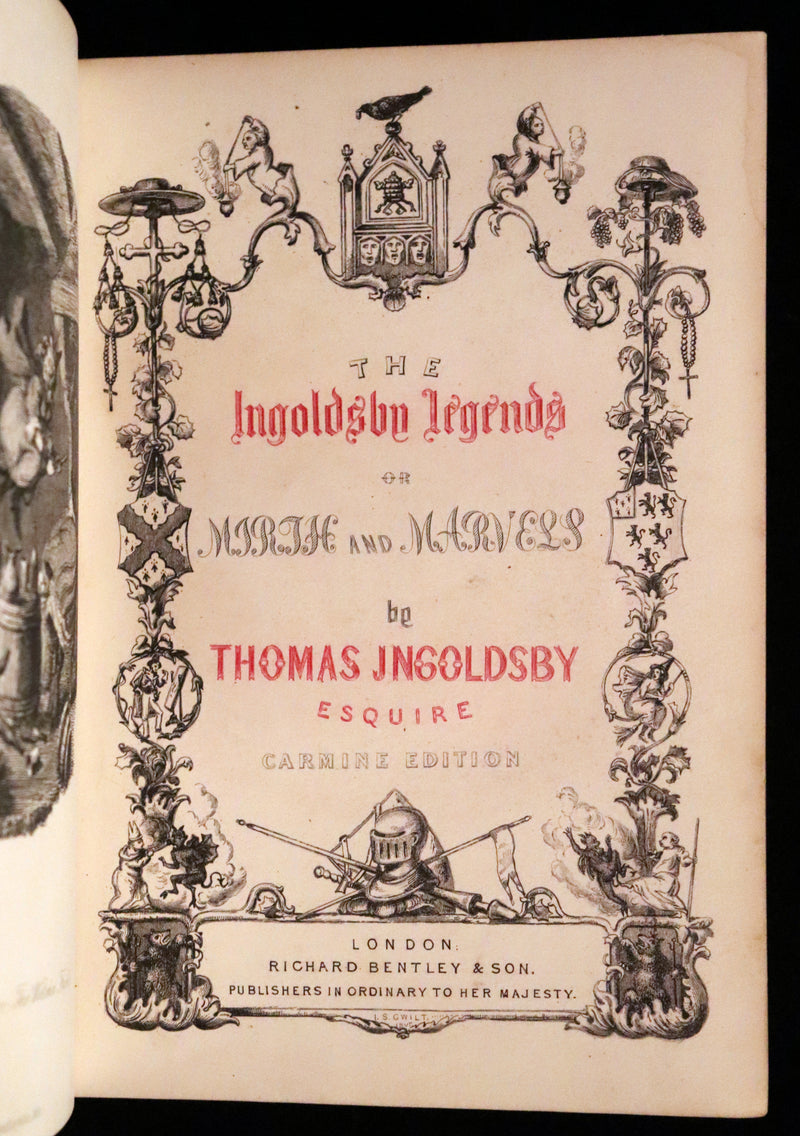 THE
Ingoldsby Legends
OR
MIRTH AND MARVELS
by
THOMAS INGOLDSBY
ESQUIRE
CARMINE EDITION
LONDON.
RICHARD BENTLEY & SON.
PUBLISHERS IN ORDINARY TO HER MAJESTY.
I. S. GWILT.